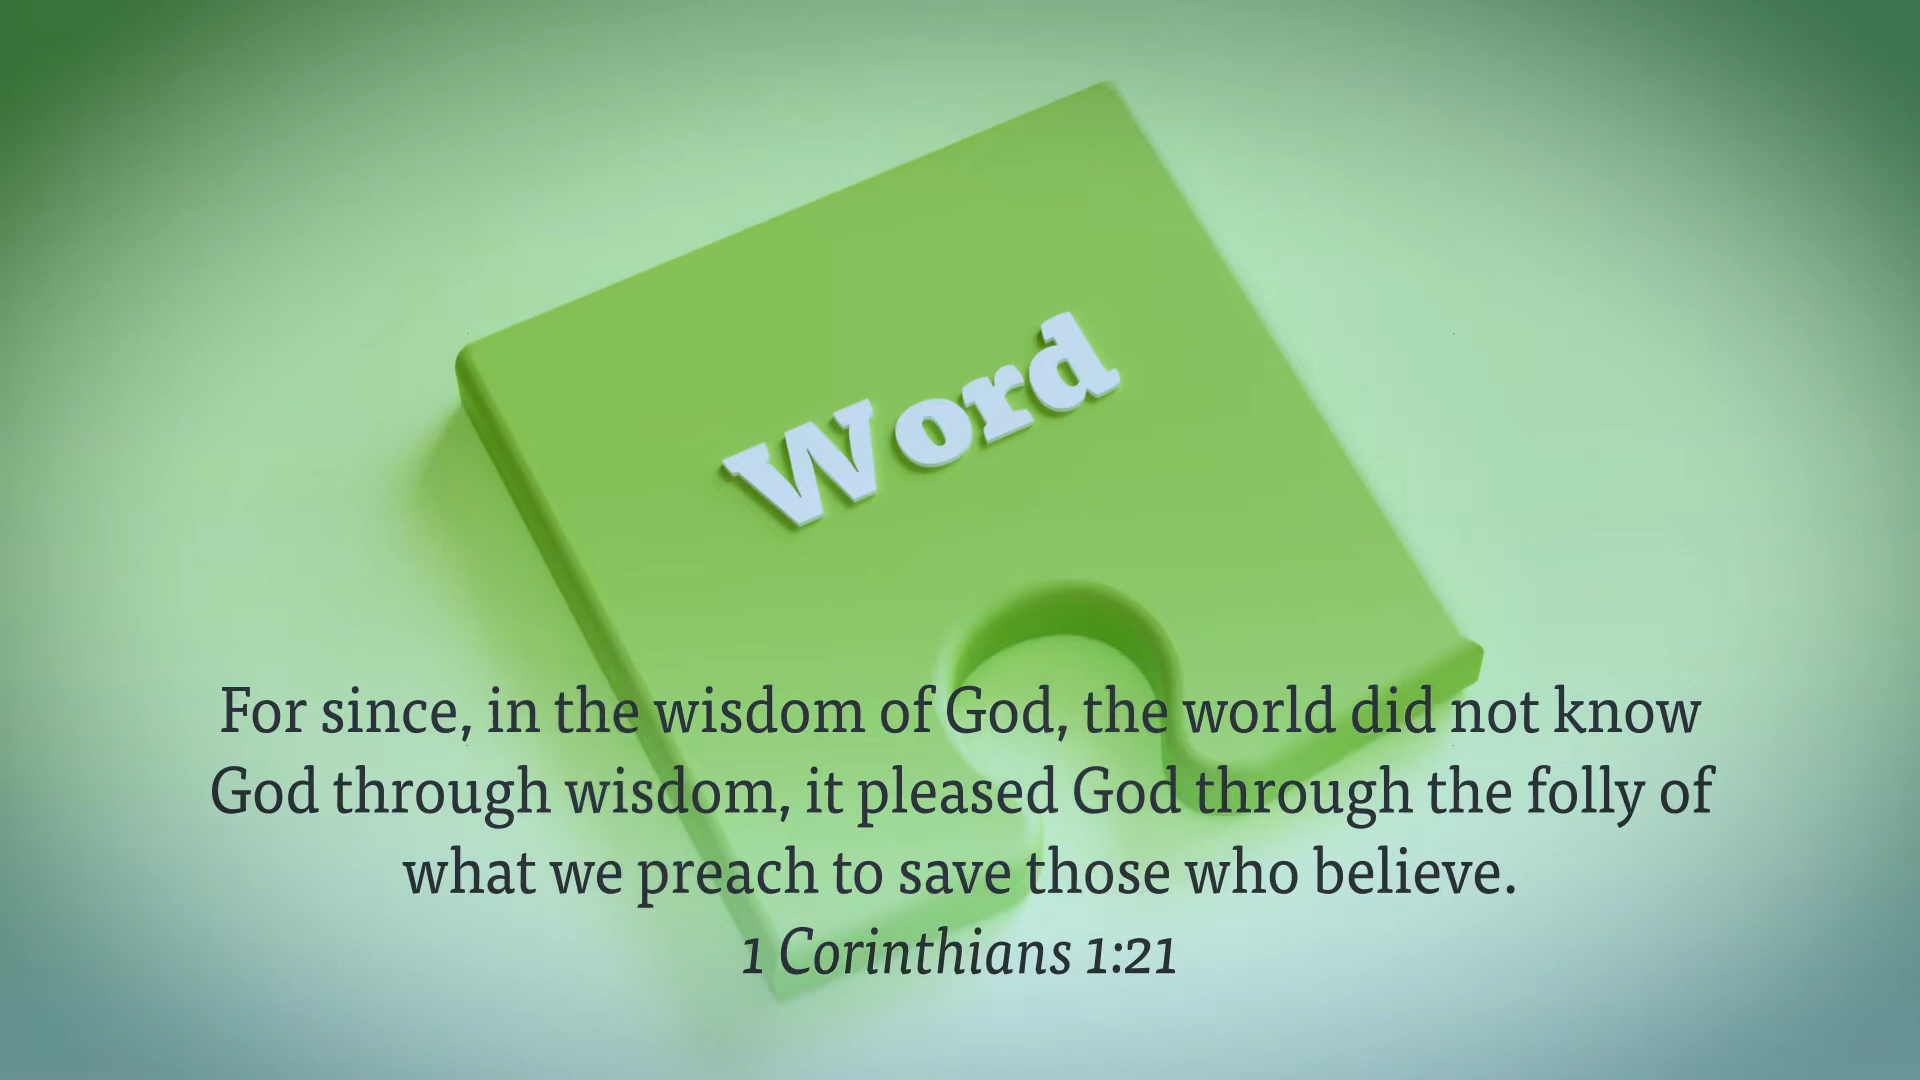 Word
For since, in the wisdom of God, the world did not know
God through wisdom, it pleased God through the folly of
what we preach to save those who believe.
1 Corinthians 1:21